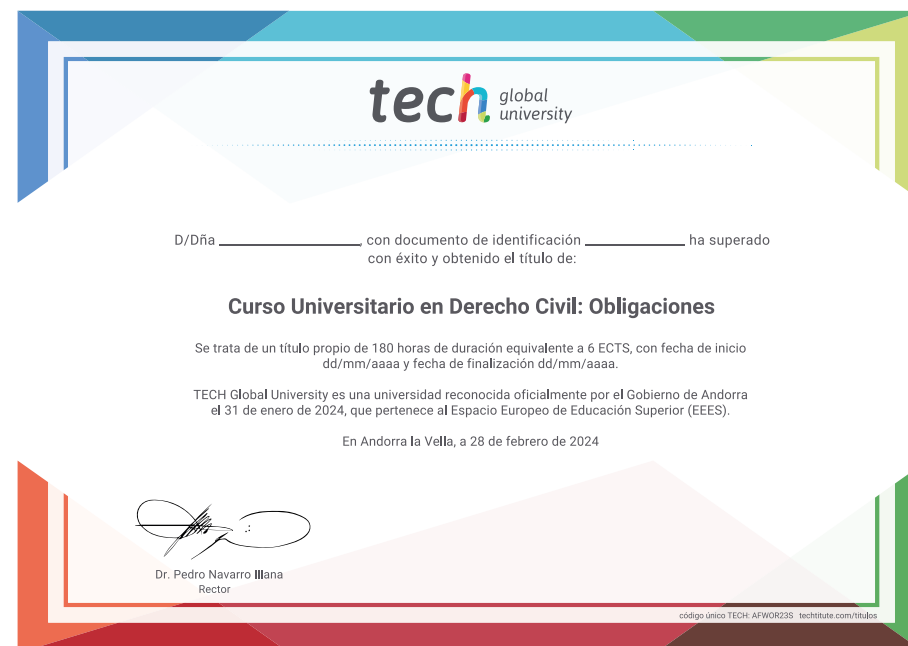 tech global university
D/Dña ____________________, con documento de identificación ______________ ha superado
con éxito y obtenido el título de:
Curso Universitario en Derecho Civil: Obligaciones
Se trata de un título propio de 180 horas de duración equivalente a 6 ECTS, con fecha de inicio
dd/mm/aaaa y fecha de finalización dd/mm/aaaa.
TECH Global University es una universidad reconocida oficialmente por el Gobierno de Andorra
el 31 de enero de 2024, que pertenece al Espacio Europeo de Educación Superior (EEES).
En Andorra la Vella, a 28 de febrero de 2024
Dr. Pedro Navarro Illana
Rector
código único TECH: AFWOR23S techtitute.com/titulos